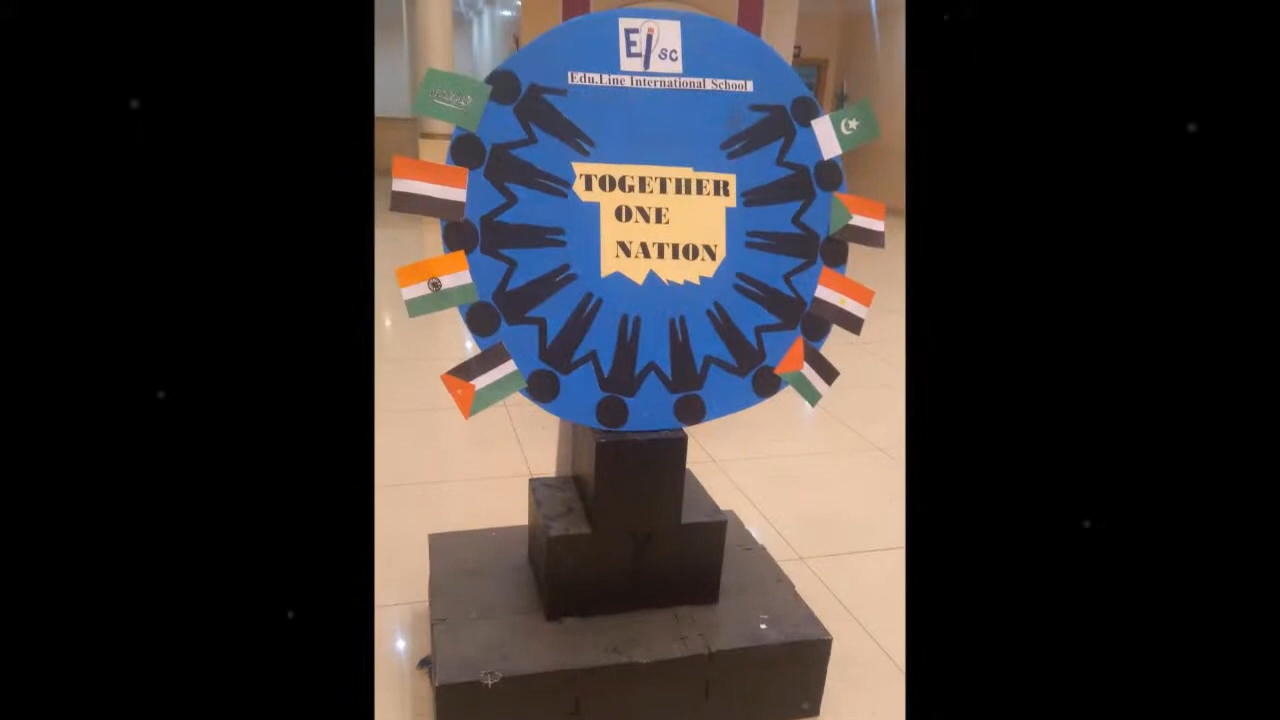 EIsc
Edu.Line International School
TOGETHER
ONE
NATION